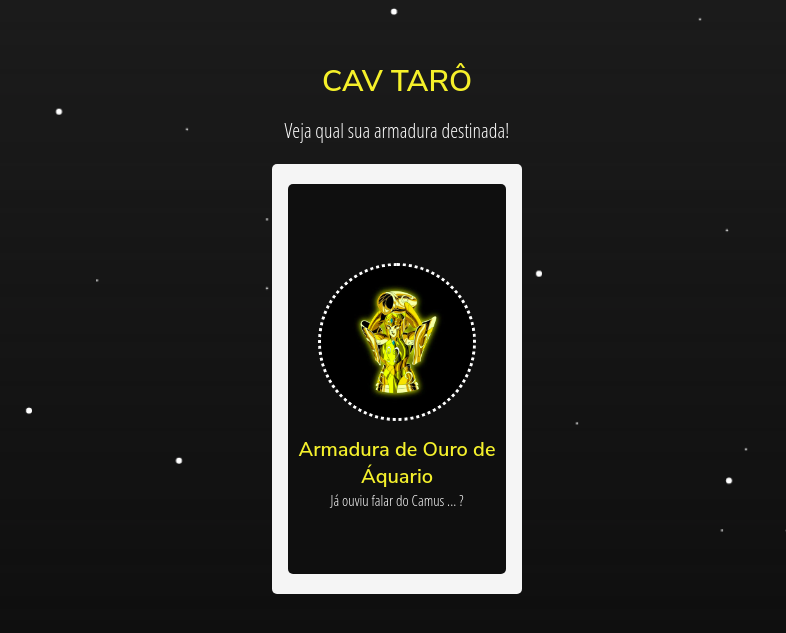 CAV TARÔ
Veja qual sua armadura destinada!
Armadura de Ouro de
Áquario
Já ouviu falar do Camus ... ?